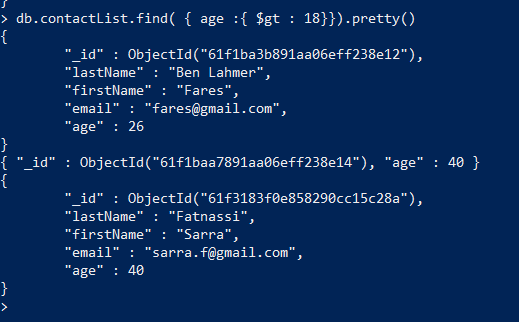 }
> db.contactList.find( { age :{ $gt : 18}}).pretty()
{
"_id" : ObjectId("61f1ba3b891aa06eff238e12"),
"lastName" : "Ben Lahmer",
"firstName" : "Fares",
"email" : "fares@gmail.com",
"age" : 26
}
{ "_id" : ObjectId("61f1baa7891aa06eff238e14"), "age" : 40 }
{
"_id" : ObjectId("61f3183f0e858290cc15c28a"),
"lastName" : "Fatnassi",
"firstName" : "Sarra",
"email" : "sarra.f@gmail.com",
"age" : 40
}
>